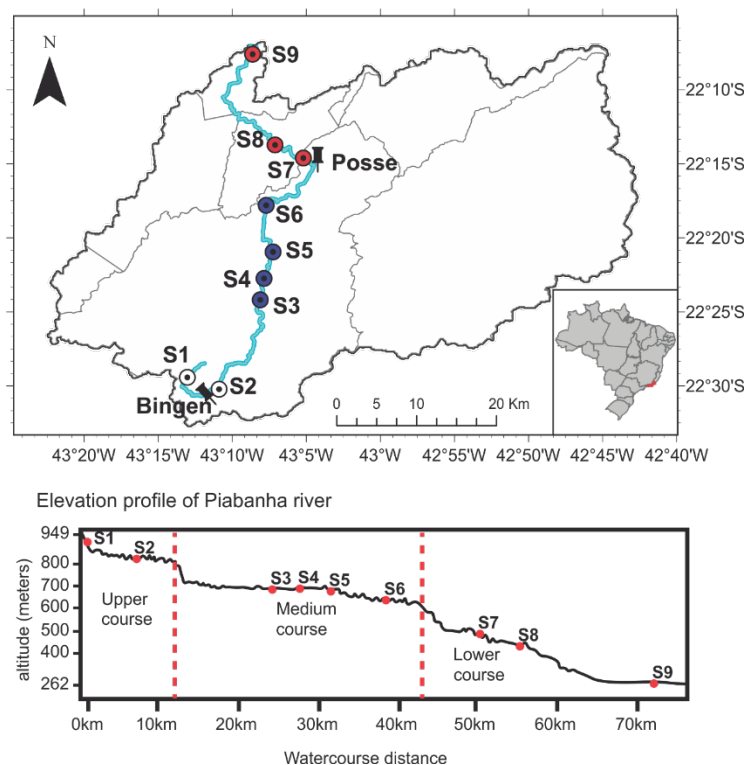 N
S9
22°10'S
S8
S7
Posse
22°15'S
S6
S5
22°20'S
S4
S3
22°25'S
S1
S2
Bingen
22°30'S
0 5 10 20 Km
43°20'W 43°15'W 43°10'W 43°5'W 43°W 42°55'W 42°50'W 42°45'W 42°40'W
Elevation profile of Piabanha river
altitude (meters)
949
800
700
600
500
400
262
S1
S2
S3
S4
S5
S6
S7
S8
S9
Upper
course
Medium
course
Lower
course
0km 10km 20km 30km 40km 50km 60km 70km
Watercourse distance